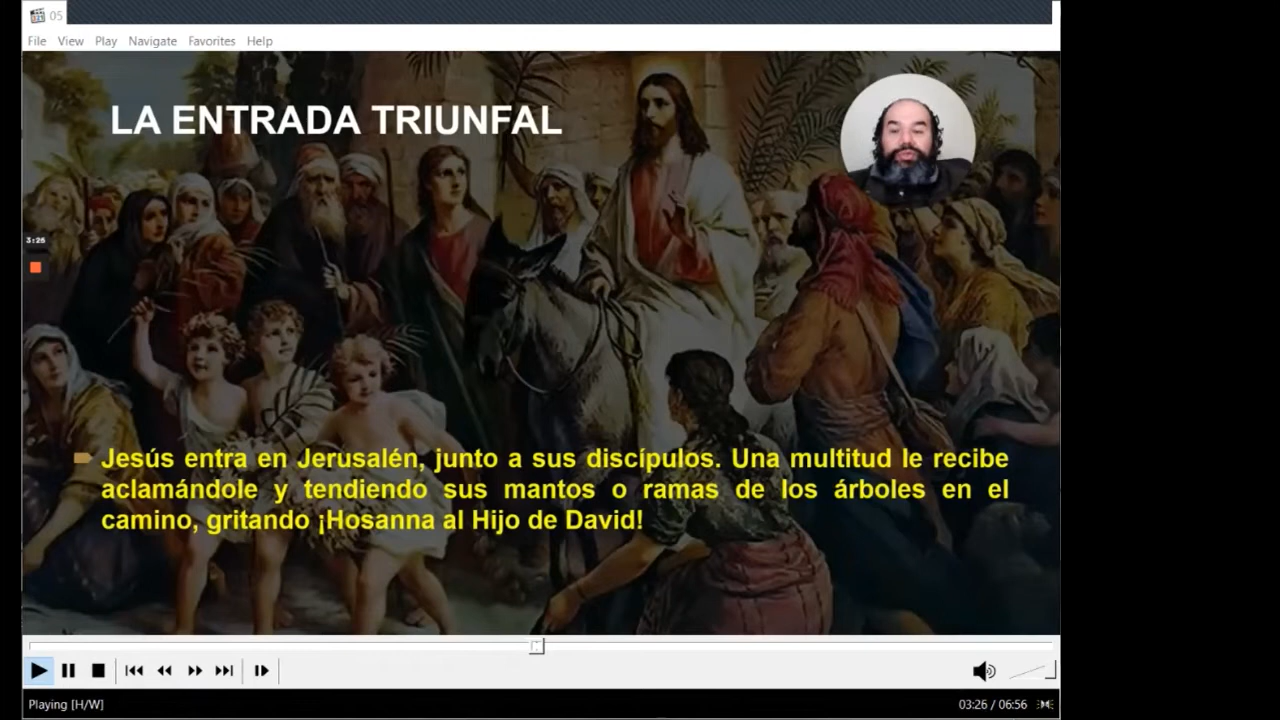 05
File View Play Navigate Favorites Help
LA ENTRADA TRIUNFAL
3:26
Jesús entra en Jerusalén, junto a sus discípulos. Una multitud le recibe
aclamándole y tendiendo sus mantos o ramas de los árboles en el
camino, gritando ¡Hosanna al Hijo de David!
Playing [H/W]
03:26 / 06:56